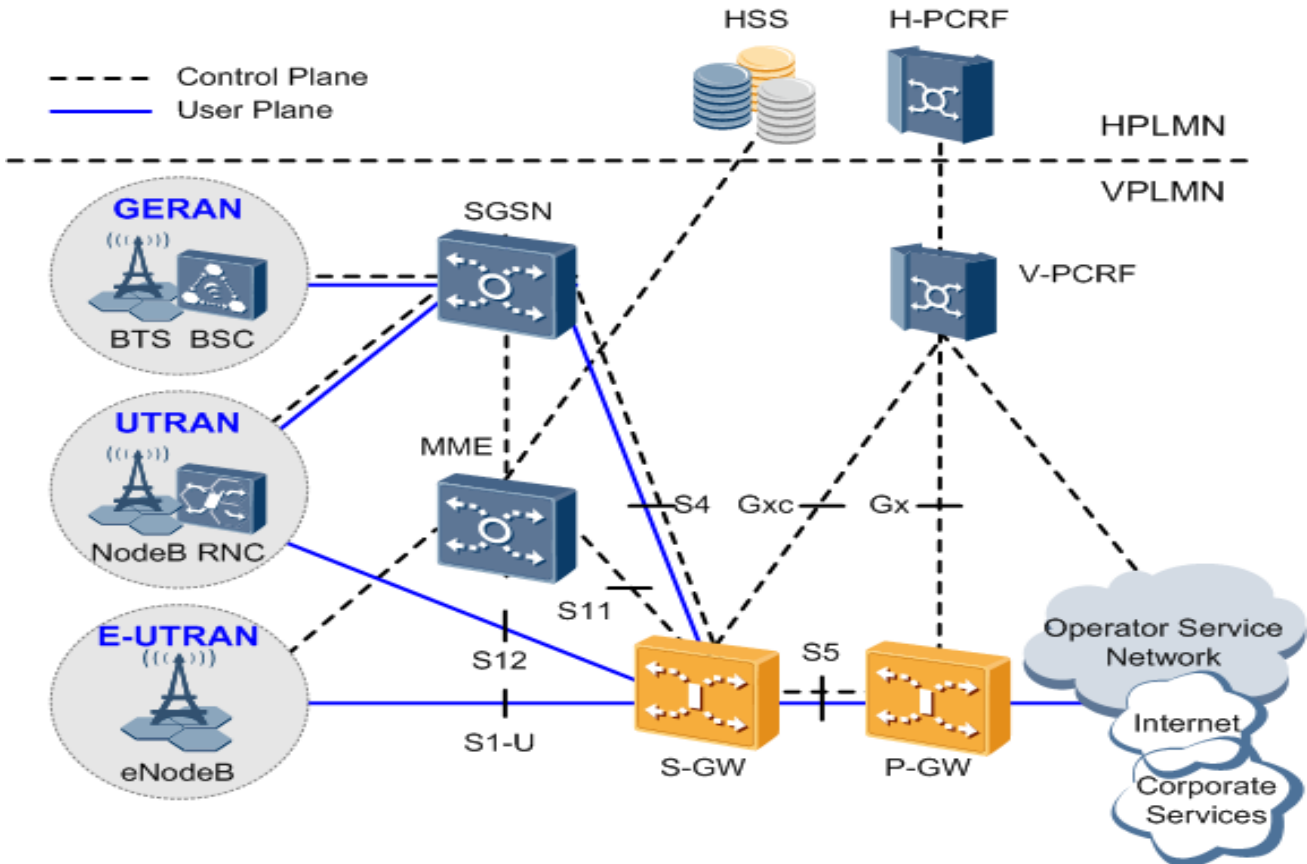 HSS
H-PCRF
Control Plane
User Plane
HPLMN
VPLMN
GERAN
SGSN
BTS BSC
V-PCRF
UTRAN
MME
NodeB RNC
S4
Gxc
Gx
S11
E-UTRAN
S12
S5
Operator Service
Network
eNodeB
S1-U
S-GW
P-GW
Internet
Corporate
Services